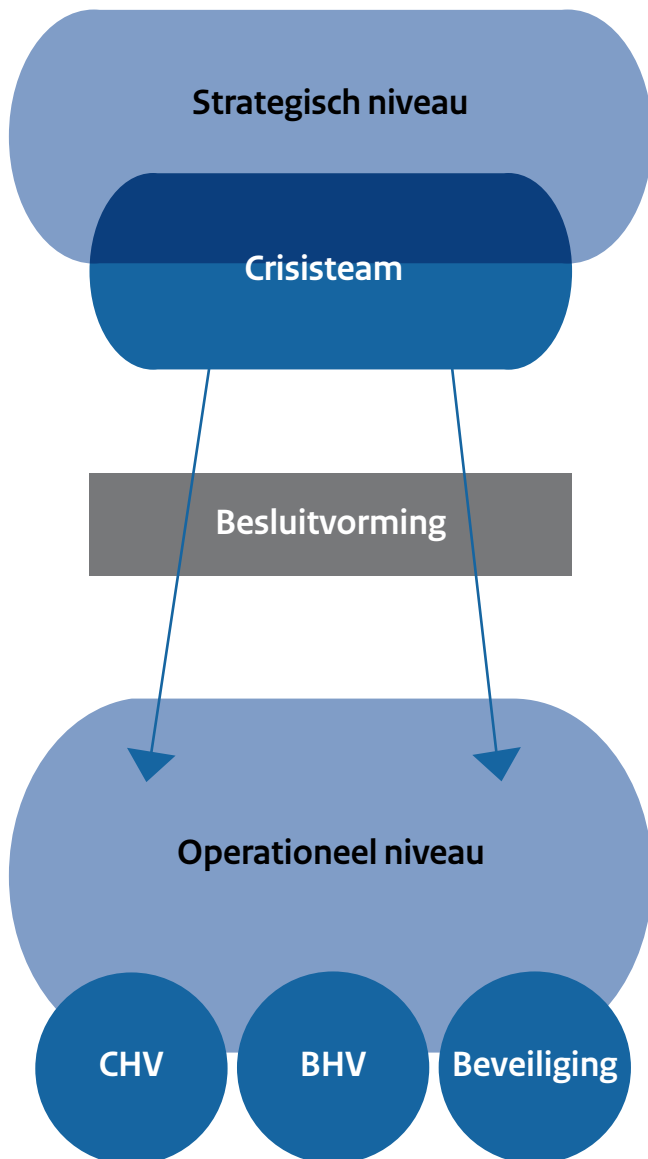 Strategisch niveau
Crisisteam
Besluitvorming
Operationeel niveau
CHV
BHV
Beveiliging